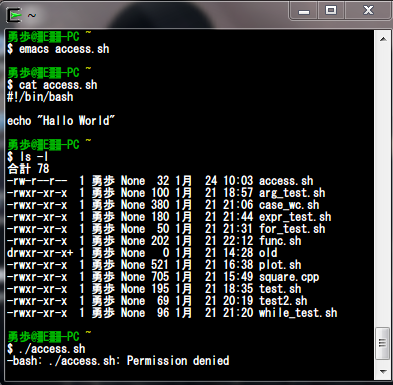 ~
勇歩@ E -PC ~
$ emacs access.sh
勇歩@ E -PC ~
$ cat access.sh
#!/bin/bash
echo "Hallo World"
勇歩@ E -PC ~
$ ls -l
合計 78
-rw-r--r-- 1 勇歩 None 32 1月 24 10:03 access.sh
-rwxr-xr-x 1 勇歩 None 100 1月 21 18:57 arg_test.sh
-rwxr-xr-x 1 勇歩 None 380 1月 21 21:06 case_wc.sh
-rwxr-xr-x 1 勇歩 None 180 1月 21 21:44 expr_test.sh
-rwxr-xr-x 1 勇歩 None 50 1月 21 21:31 for_test.sh
-rwxr-xr-x 1 勇歩 None 202 1月 21 22:12 func.sh
drwxr-xr-x+ 1 勇歩 None 0 1月 21 14:28 old
-rwxr-xr-x 1 勇歩 None 521 1月 21 16:38 plot.sh
-rwxr-xr-x 1 勇歩 None 705 1月 21 15:49 square.cpp
-rwxr-xr-x 1 勇歩 None 195 1月 21 18:35 test.sh
-rwxr-xr-x 1 勇歩 None 69 1月 21 20:19 test2.sh
-rwxr-xr-x 1 勇歩 None 96 1月 21 21:20 while_test.sh
勇歩@ E -PC ~
$ ./access.sh
-bash: ./access.sh: Permission denied